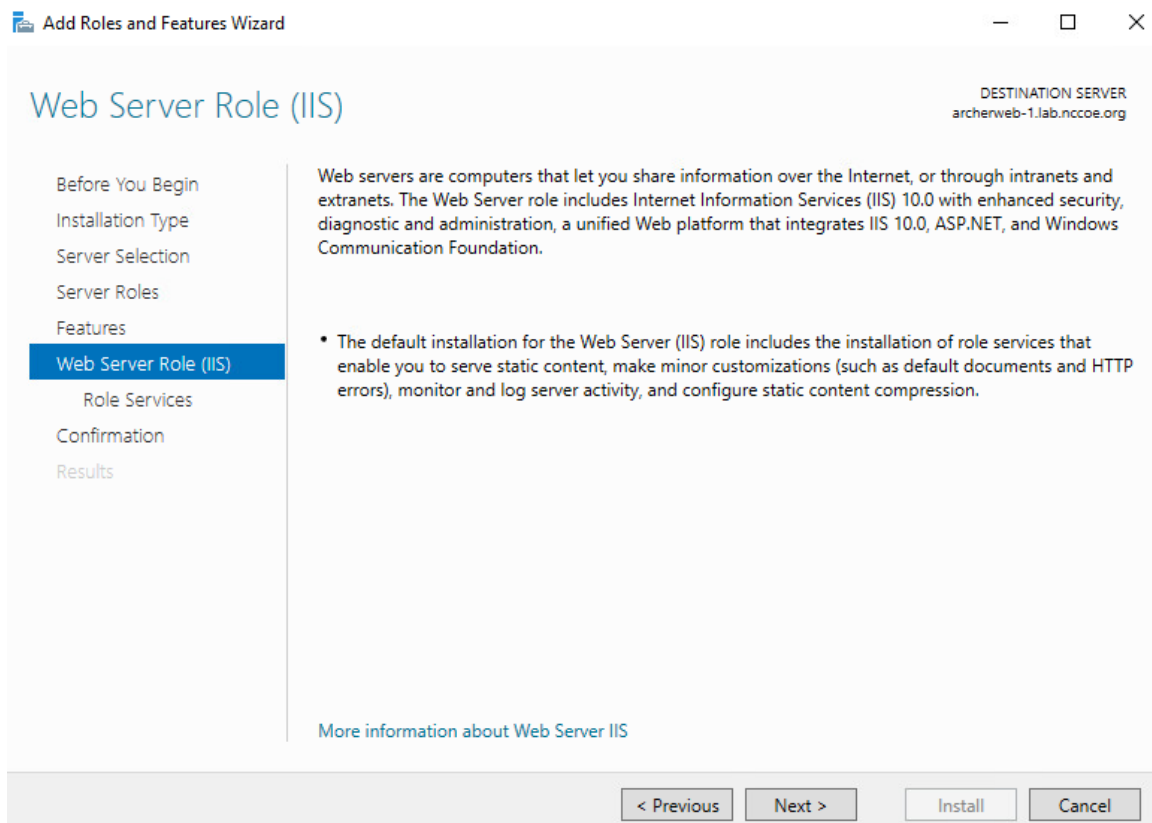 Add Roles and Features Wizard
Web Server Role (IIS)
DESTINATION SERVER
archerweb-1.lab.nccoe.org
Before You Begin
Installation Type
Server Selection
Server Roles
Features
Web Server Role (IIS)
Role Services
Confirmation
Results
Web servers are computers that let you share information over the Internet, or through intranets and
extranets. The Web Server role includes Internet Information Services (IIS) 10.0 with enhanced security,
diagnostic and administration, a unified Web platform that integrates IIS 10.0, ASP.NET, and Windows
Communication Foundation.
• The default installation for the Web Server (IIS) role includes the installation of role services that
enable you to serve static content, make minor customizations (such as default documents and HTTP
errors), monitor and log server activity, and configure static content compression.
More information about Web Server IIS
< Previous
Next >
Install
Cancel